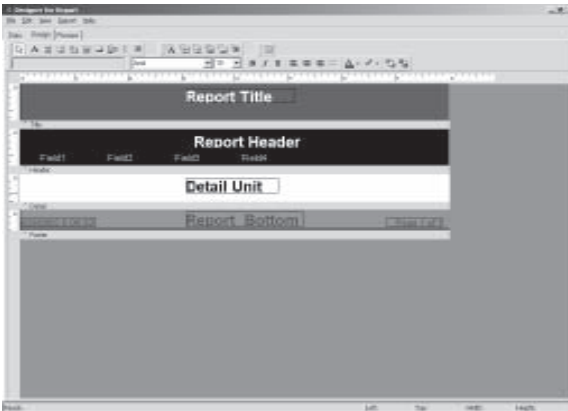 Designer for Report
File Edit View Report Help
Data Design Preview
Arial
Report Title
Title
Report Header
Field1 Field2 Field3 Field4
Header
Detail Unit
Detail
Report Bottom
Footer
Ready
Left: Top: Width: Height: